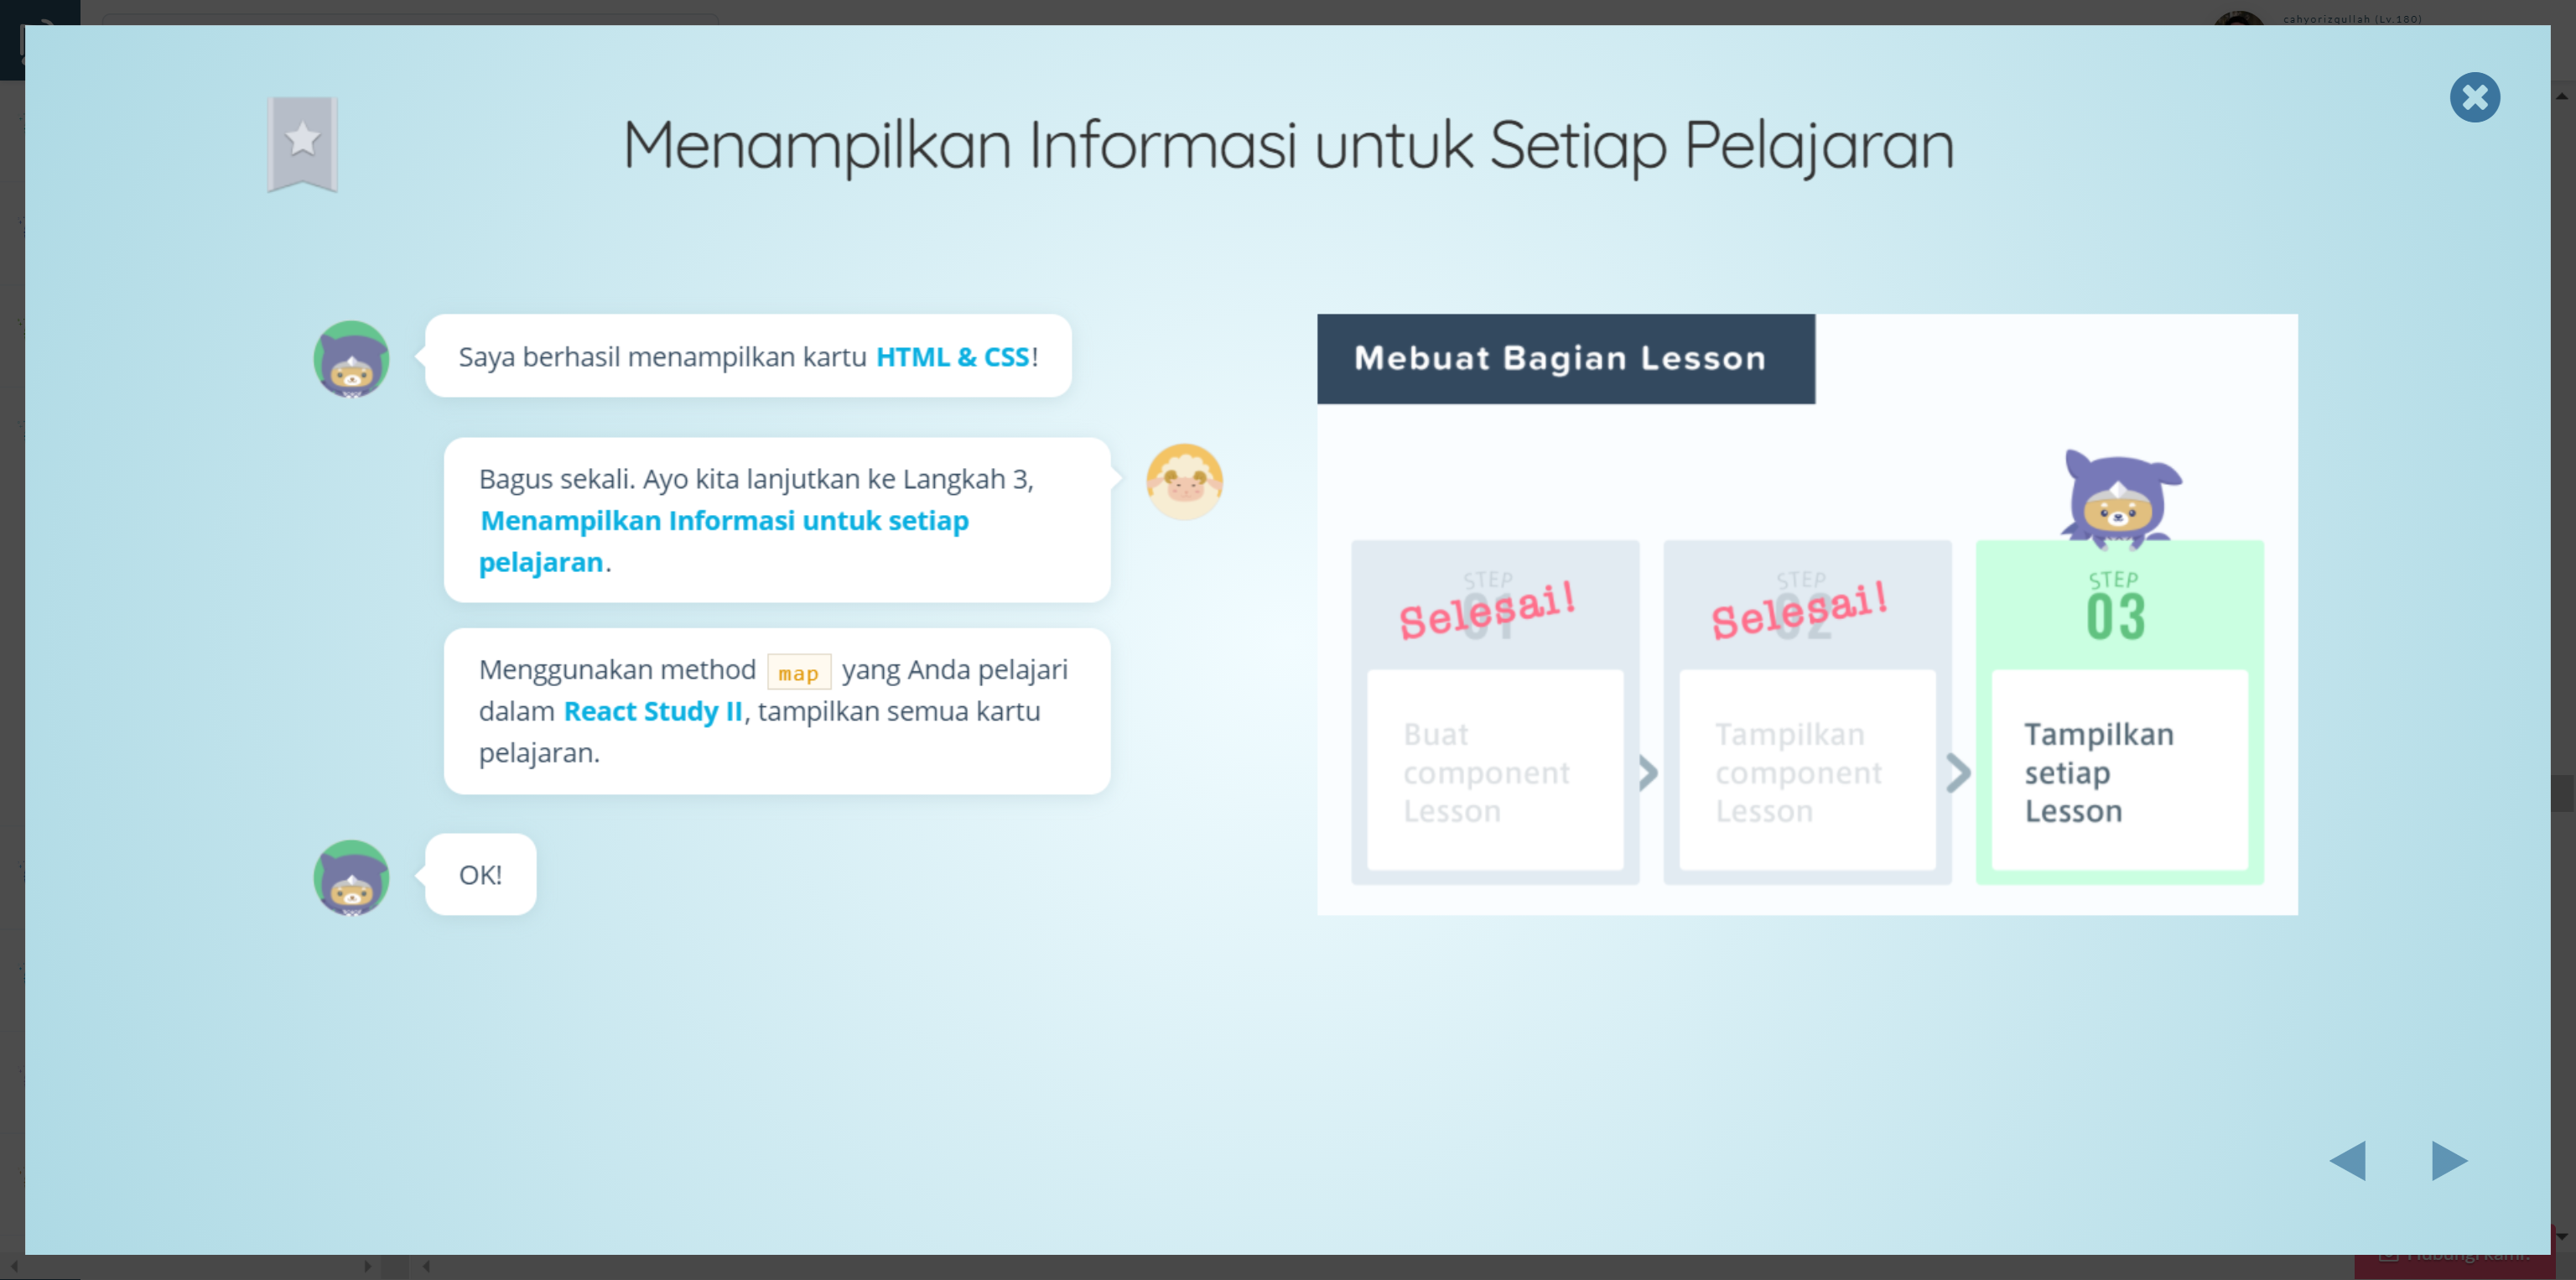 cahyorizqullah (Lv.180)
Menampilkan Informasi untuk Setiap Pelajaran
Saya berhasil menampilkan kartu HTML & CSS!
Bagus sekali. Ayo kita lanjutkan ke Langkah 3,
Menampilkan Informasi untuk setiap
pelajaran.
Menggunakan method map yang Anda pelajari
dalam React Study II, tampilkan semua kartu
pelajaran.
OK!
Mebuat Bagian Lesson
STEP
01
Selesai!
Buat
component
Lesson
STEP
02
Selesai!
Tampilkan
component
Lesson
STEP
03
Tampilkan
setiap
Lesson
Hubungi kami!